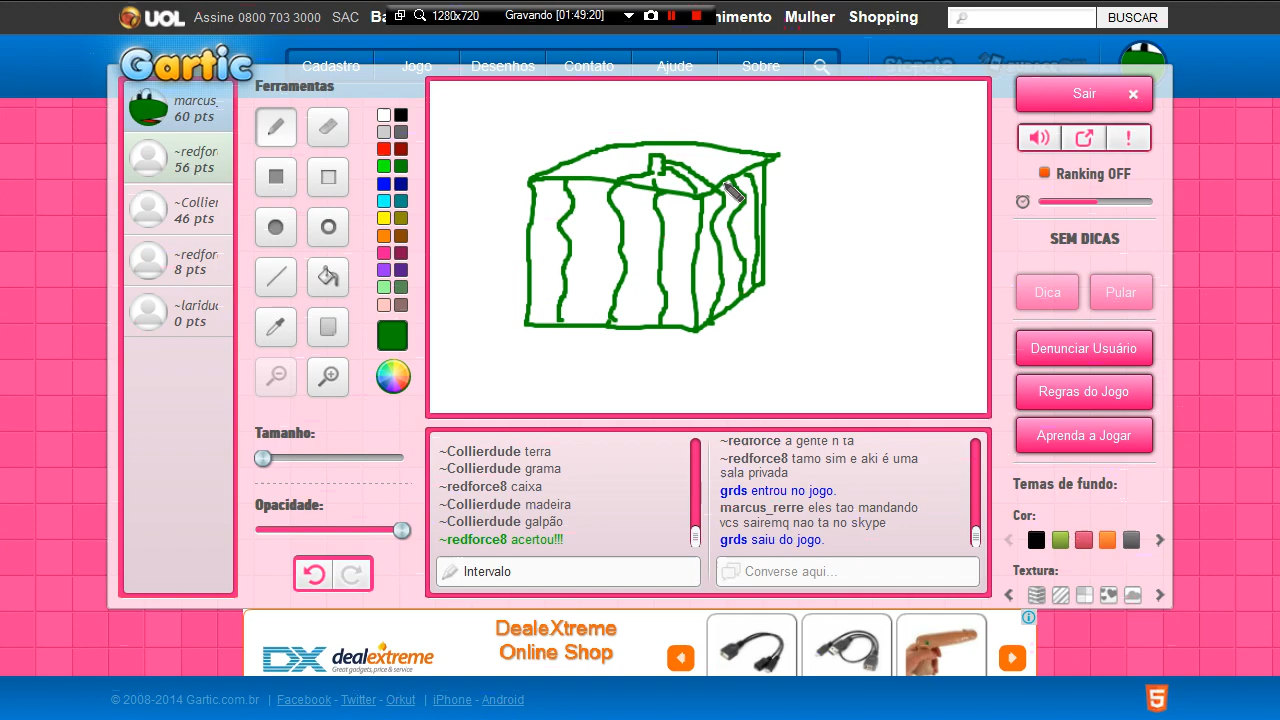 UOL Assine 0800 703 3000 SAC
1280x720 Gravando [01:49:20]
Mulher Shopping BUSCAR
Gartic
Cadastro Jogo Desenhos Contato Ajuda Sobre
marcus_
60 pts
~redfor
56 pts
~Collier
46 pts
~redfor
8 pts
~laridu
0 pts
Ferramentas
Tamanho:
Opacidade:
~Collierdude terra
~Collierdude grama
~redforce8 caixa
~Collierdude madeira
~Collierdude galpão
~redforce8 acertou!!!
Intervalo
~redforce a gente n ta
~redforce8 tamo sim e aki é uma
sala privada
grds entrou no jogo.
marcus_rerre eles tao mandando
vcs sairemq nao ta no skype
grds saiu do jogo.
Converse aqui...
Sair
Ranking OFF
SEM DICAS
Dica Pular
Denunciar Usuário
Regras do Jogo
Aprenda a Jogar
Temas de fundo:
Cor:
Textura:
DX dealextreme
Great gadgets, price & service
DealeXtreme
Online Shop
© 2008-2014 Gartic.com.br | Facebook - Twitter - Orkut | iPhone - Android
5